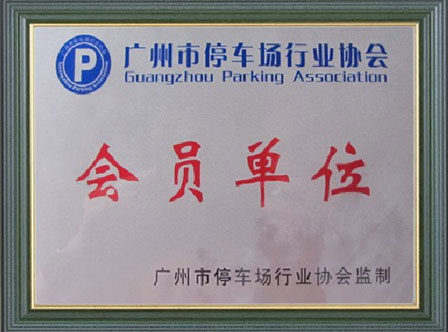 P
广州市停车场行业协会
Guangzhou Parking Association
会员单位
广州市停车场行业协会监制